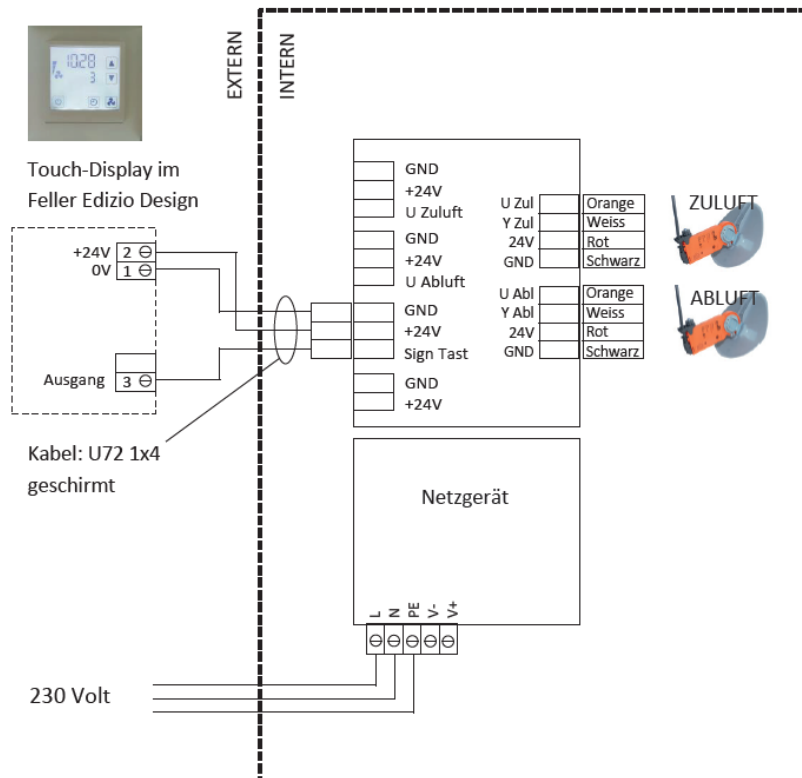 EXTERN
INTERN
1028
3
Touch-Display im
Feller Edizio Design
+24V 2
0V 1
Ausgang 3
Kabel: U72 1x4
geschirmt
GND
+24V
U Zuluft
GND
+24V
U Abluft
GND
+24V
Sign Tast
GND
+24V
U Zul Orange
Y Zul Weiss
24V Rot
GND Schwarz
ZULUFT
U Abl Orange
Y Abl Weiss
24V Rot
GND Schwarz
ABLUFT
Netzgerät
L
N
PE
V-
V+
230 Volt